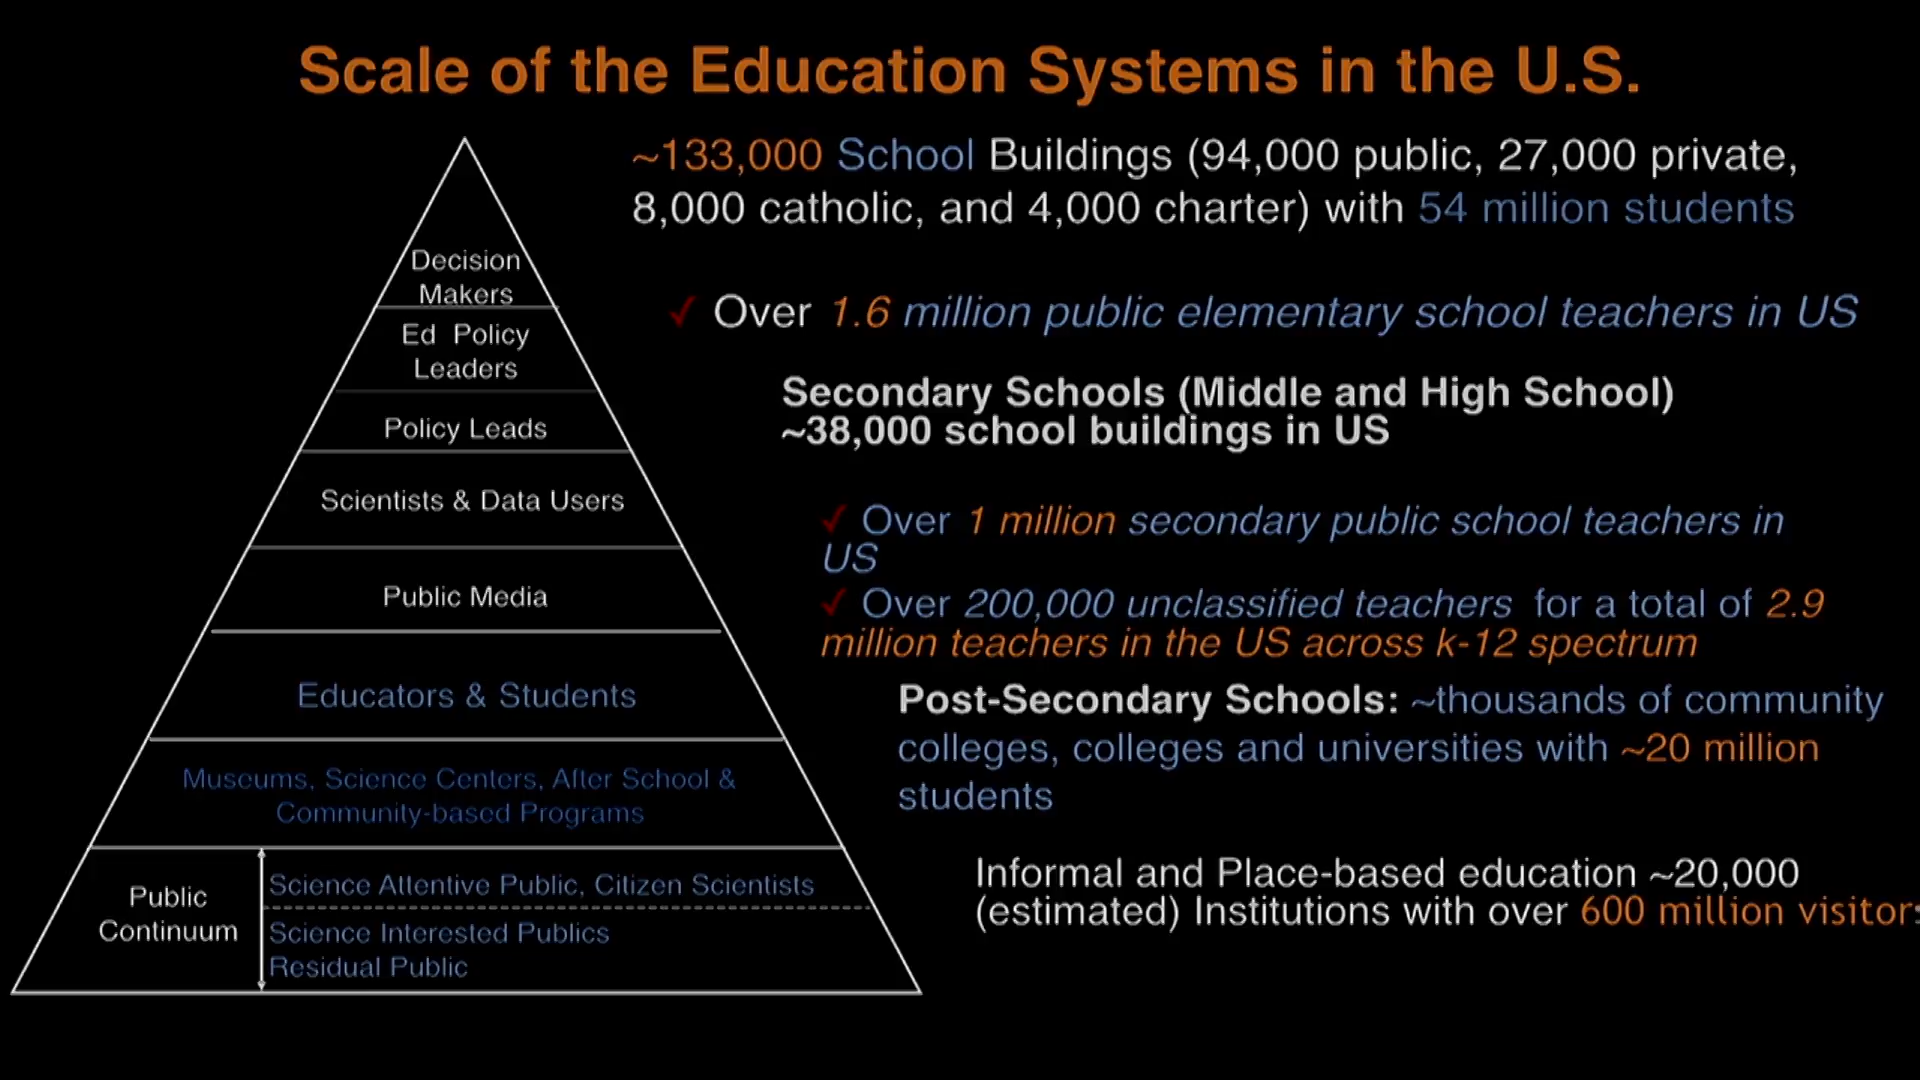 Scale of the Education Systems in the U.S.
~133,000 School Buildings (94,000 public, 27,000 private,
8,000 catholic, and 4,000 charter) with 54 million students
✓ Over 1.6 million public elementary school teachers in US
Secondary Schools (Middle and High School)
~38,000 school buildings in US
✓ Over 1 million secondary public school teachers in
US
✓ Over 200,000 unclassified teachers for a total of 2.9
million teachers in the US across k-12 spectrum
Post-Secondary Schools: ~thousands of community
colleges, colleges and universities with ~20 million
students
Informal and Place-based education ~20,000
(estimated) Institutions with over 600 million visitors
Decision
Makers
Ed Policy
Leaders
Policy Leads
Scientists & Data Users
Public Media
Educators & Students
Museums, Science Centers, After School &
Community-based Programs
Public
Continuum
Science Attentive Public, Citizen Scientists
Science Interested Publics
Residual Public